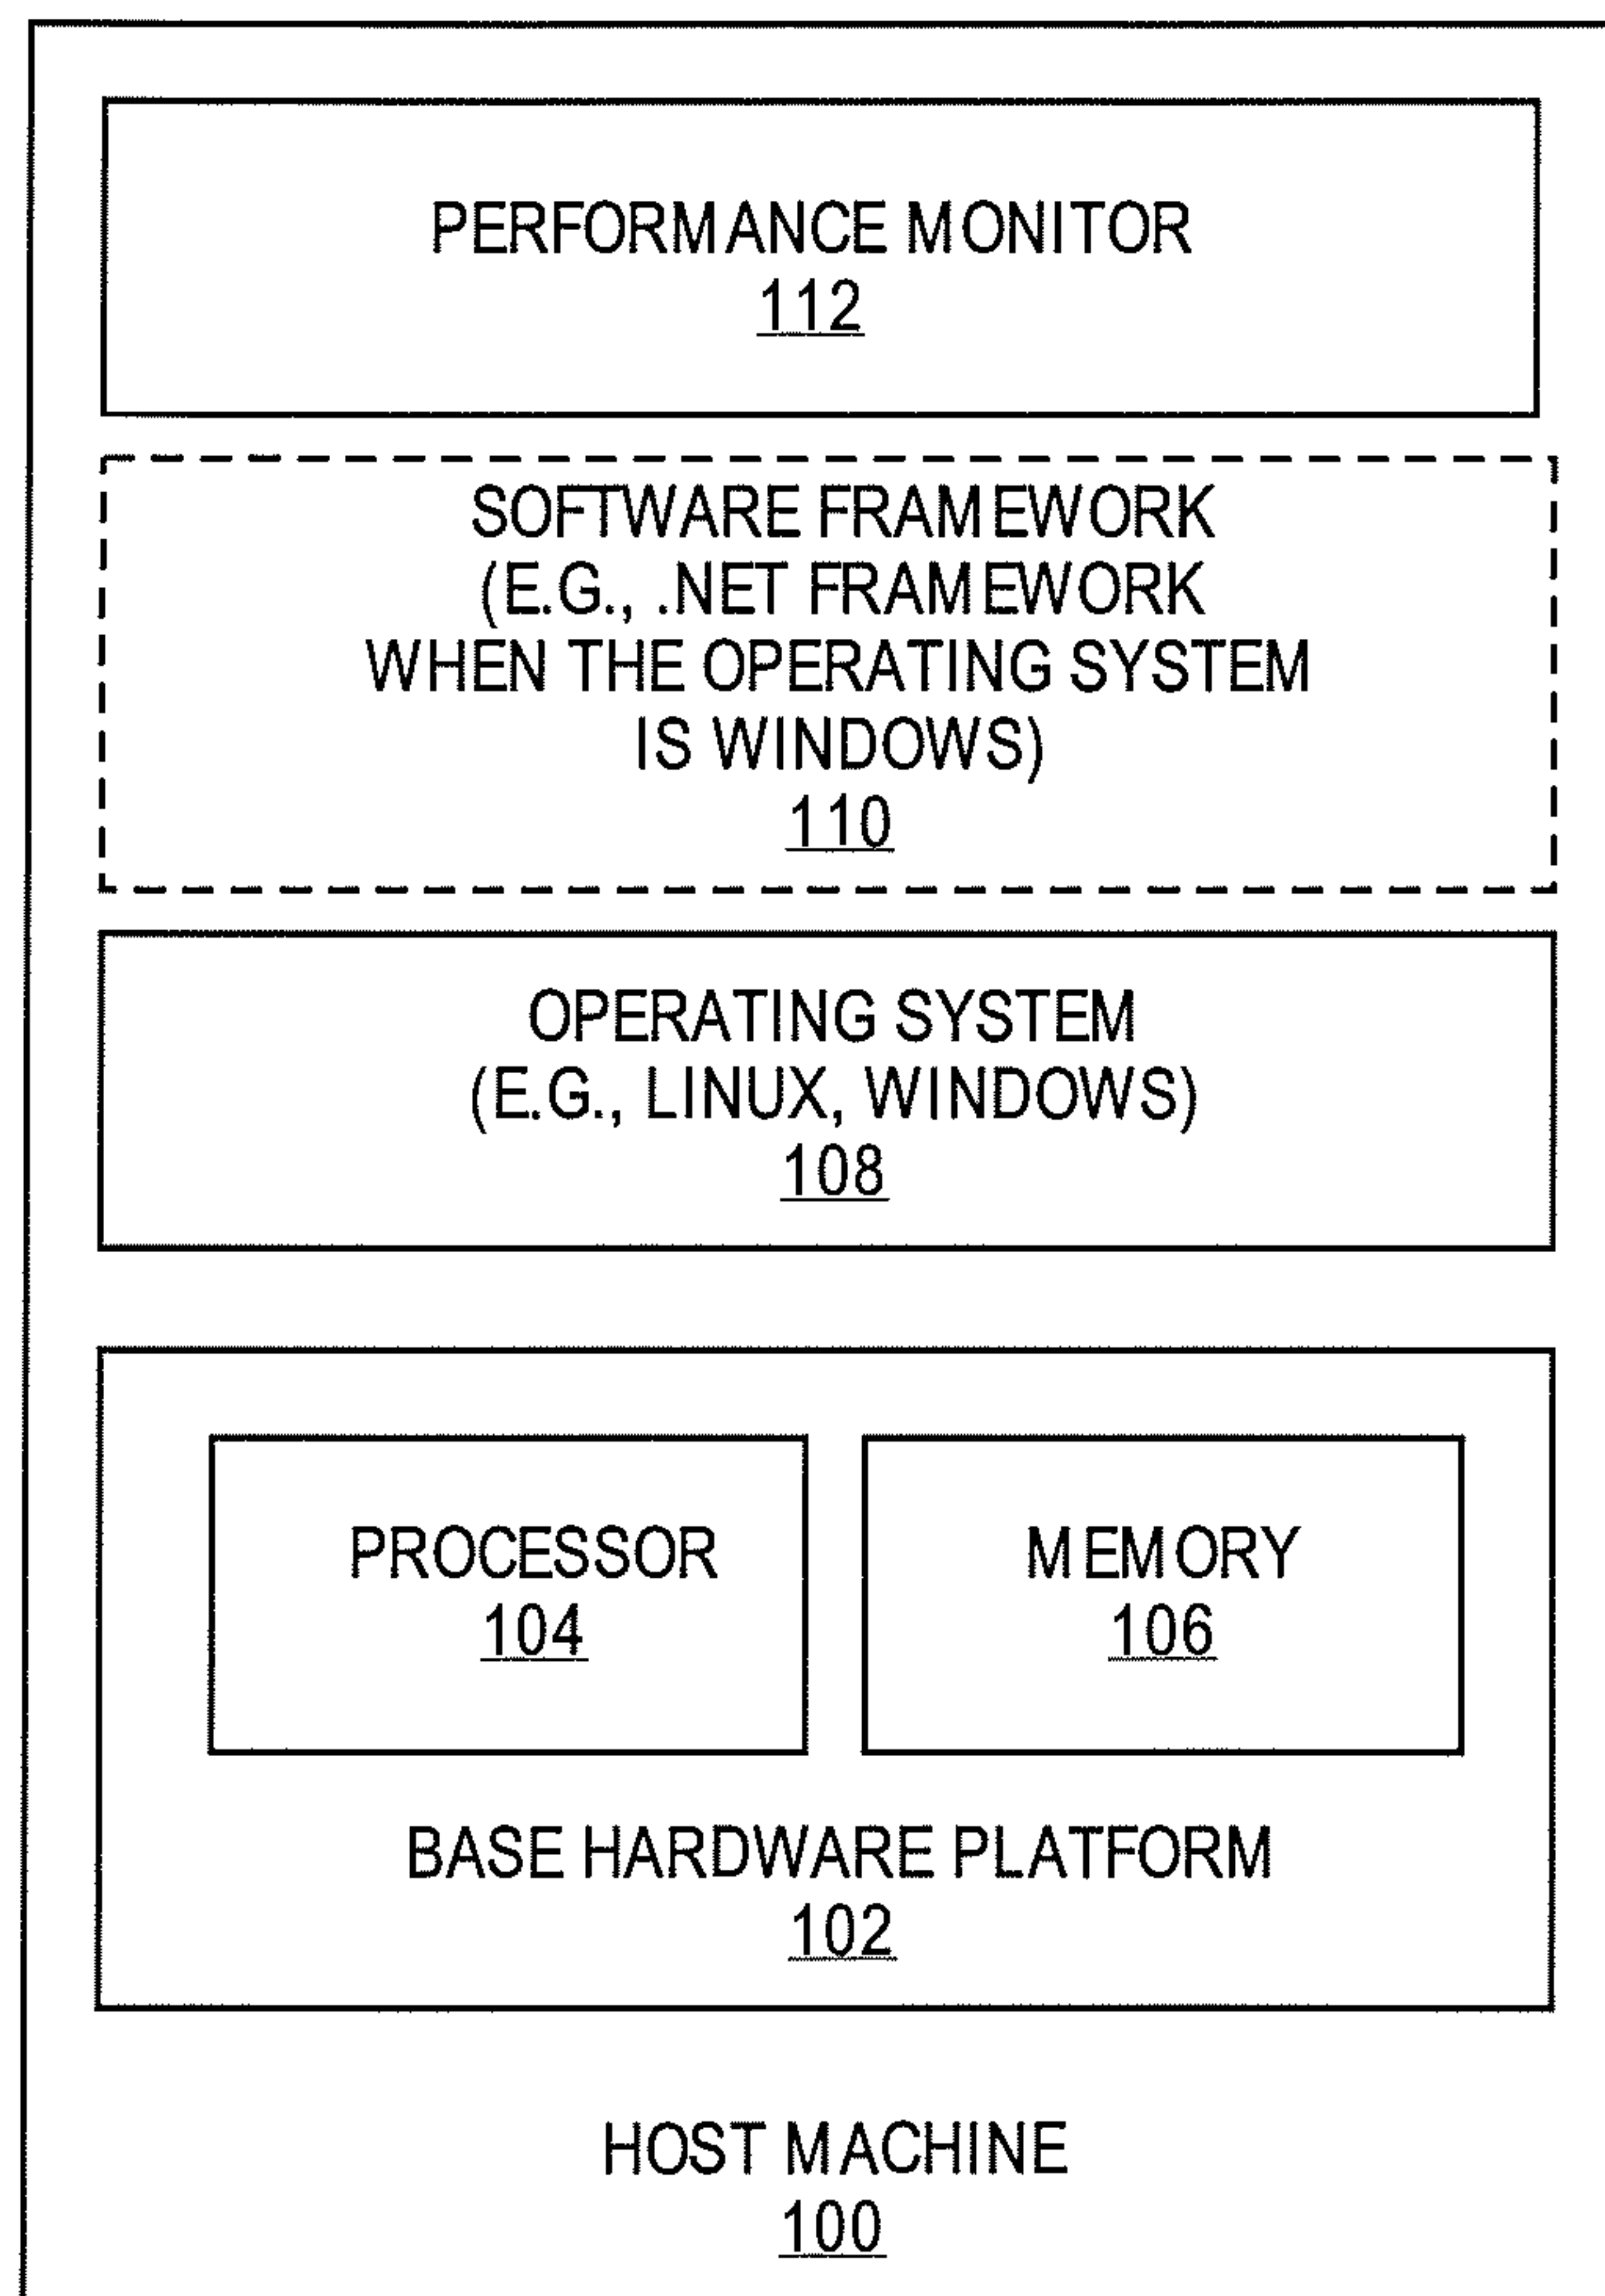 PERFORMANCE MONITOR
112
SOFTWARE FRAMEWORK
(E.G., .NET FRAMEWORK
WHEN THE OPERATING SYSTEM
IS WINDOWS)
110
OPERATING SYSTEM
(E.G., LINUX, WINDOWS)
108
PROCESSOR
104
MEMORY
106
BASE HARDWARE PLATFORM
102
HOST MACHINE
100